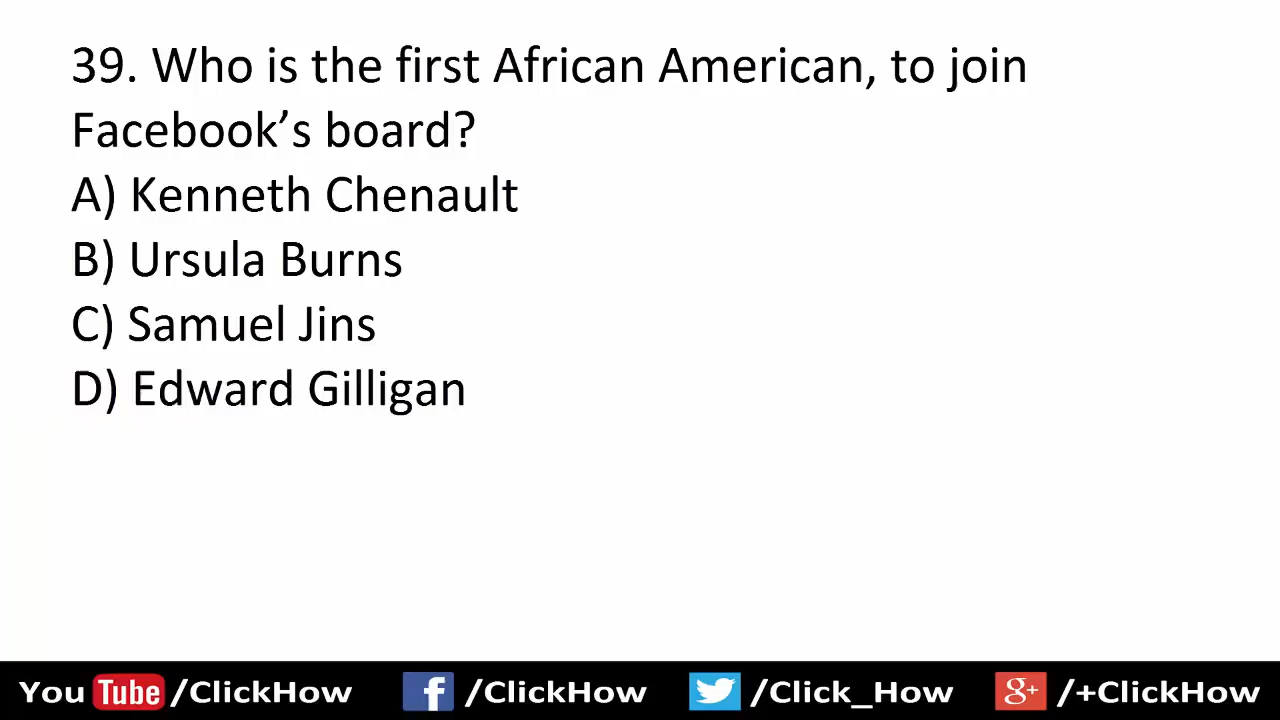 39. Who is the first African American, to join
Facebook’s board?
A) Kenneth Chenault
B) Ursula Burns
C) Samuel Jins
D) Edward Gilligan
You Tube /ClickHow f /ClickHow /Click_How g+ /+ClickHow